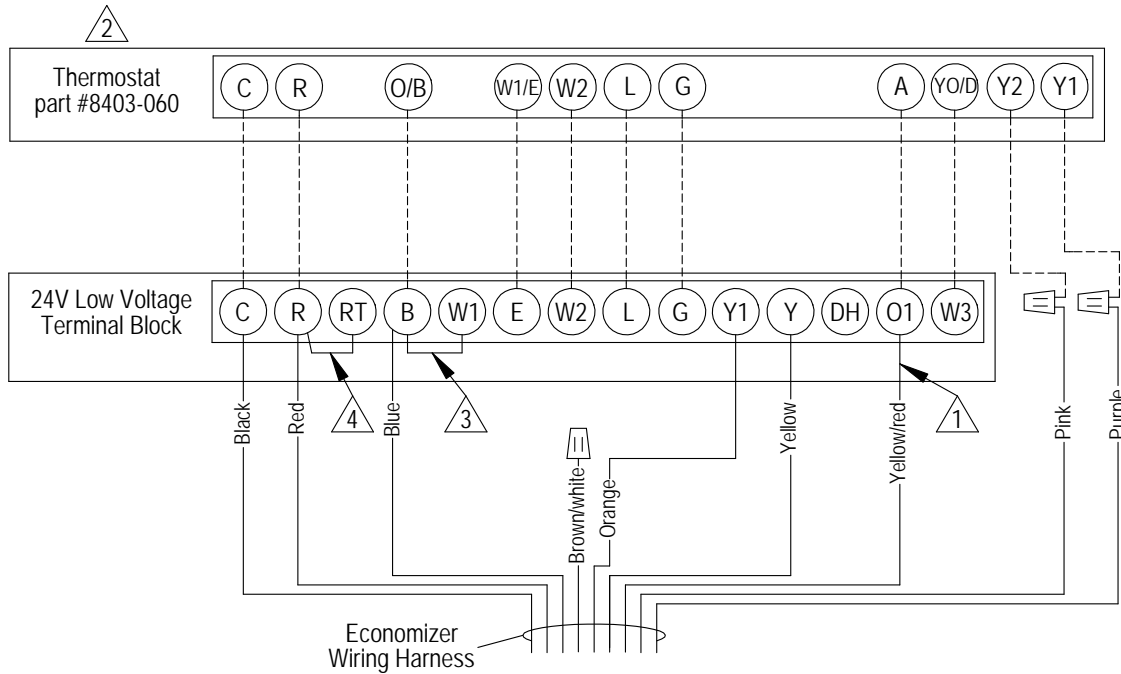 2
Thermostat
part #8403-060
C R O/B W1/E W2 L G A YO/D Y2 Y1
24V Low Voltage
Terminal Block
C R RT B W1 E W2 L G Y1 Y DH O1 W3
4 3 1
Black
Red
Blue
Brown/white
Orange
Yellow
Yellow/red
Pink
Purple
Economizer
Wiring Harness